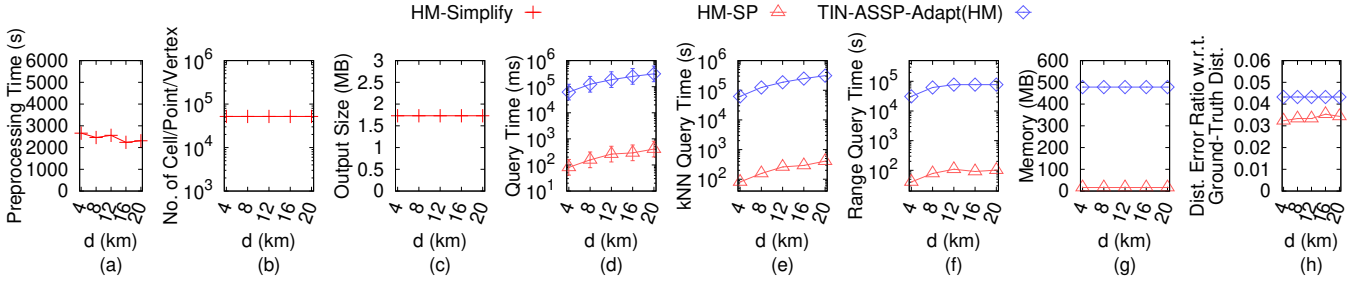 HM-Simplify HM-SP TIN-ASSP-Adapt(HM)
Preprocessing Time (s)
6000
5000
4000
3000
2000
1000
0
4 8 12 16 20
d (km)
(a)
No. of Cell/Point/Vertex
10^6
10^5
10^4
10^3
4 8 12 16 20
d (km)
(b)
Output Size (MB)
3
2.5
2
1.5
1
0.5
0
4 8 12 16 20
d (km)
(c)
Query Time (ms)
10^6
10^5
10^4
10^3
10^2
10^1
4 8 12 16 20
d (km)
(d)
kNN Query Time (s)
10^6
10^5
10^4
10^3
10^2
4 8 12 16 20
d (km)
(e)
Range Query Time (s)
10^5
10^4
10^3
10^2
4 8 12 16 20
d (km)
(f)
Memory (MB)
600
500
400
300
200
100
0
4 8 12 16 20
d (km)
(g)
Dist. Error Ratio w.r.t.
Ground-Truth Dist.
0.06
0.05
0.04
0.03
0.02
0.01
0
4 8 12 16 20
d (km)
(h)